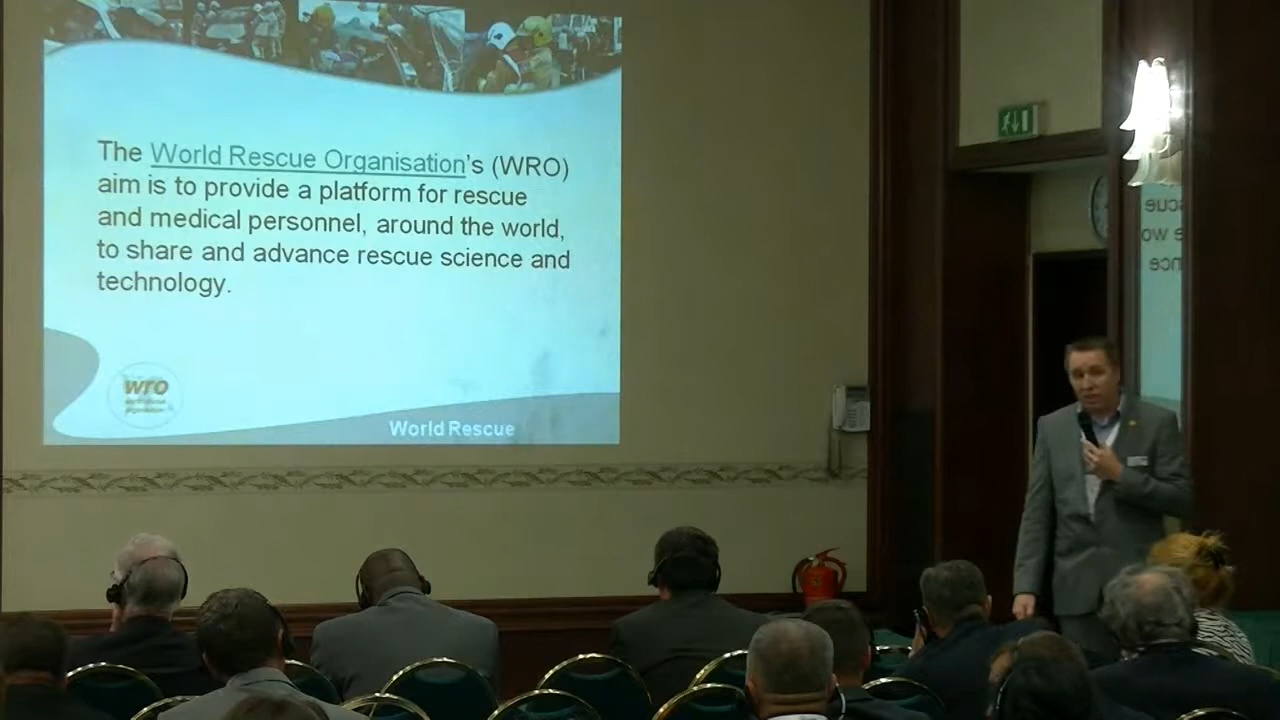 The World Rescue Organisation's (WRO)
aim is to provide a platform for rescue
and medical personnel, around the world,
to share and advance rescue science and
technology.
wro
World Rescue